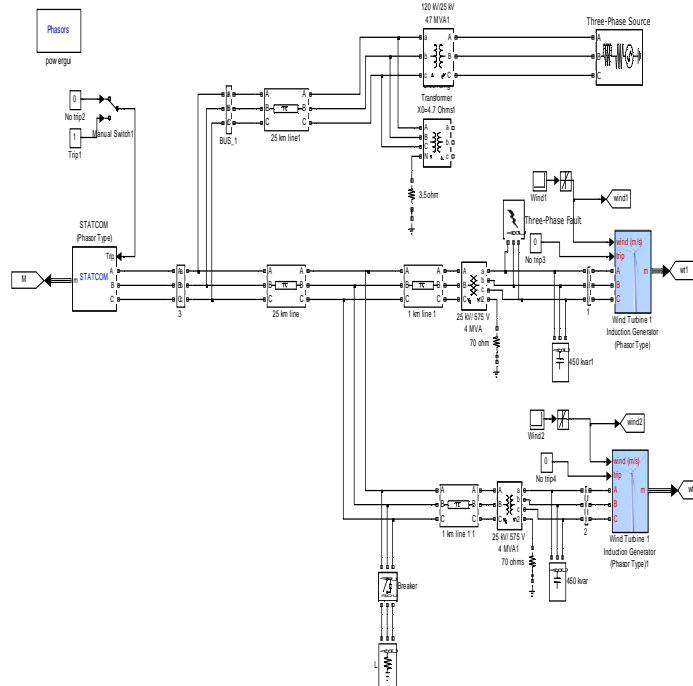 120 kV/25 kV
47 MVA1
Three-Phase Source
Phasors
powergui
a A A
b B B
c C C
0
No trip2
Manual Switch1
1
Trip1
Transformer
X0=4.7 Ohms1
A A
B B
C C
BUS_1
25 km line1
A a
B b
C c
N
3.5ohm
Wind1
wind1
Three-Phase Fault
0
No trip3
STATCOM
(Phasor Type)
Trip
STATCOM
M
m
A
B
C
3
A A
B B
C C
25 km line
A A
B B
C C
1 km line 1
A a
B b
C c
n2
25 kV/ 575 V
4 MVA
70 ohm
1
wind (m/s)
trip
A
B
C
m
wt1
Wind Turbine 1
Induction Generator
(Phasor Type)
450 kvar1
Wind2
wind2
0
No trip4
A A
B B
C C
1 km line 1 1
A a
B b
C c
n2
25 kV/ 575 V
4 MVA1
70 ohms
2
wind (m/s)
trip
A
B
C
m
Wind Turbine 1
Induction Generator
(Phasor Type)1
450 kvar
Breaker
L